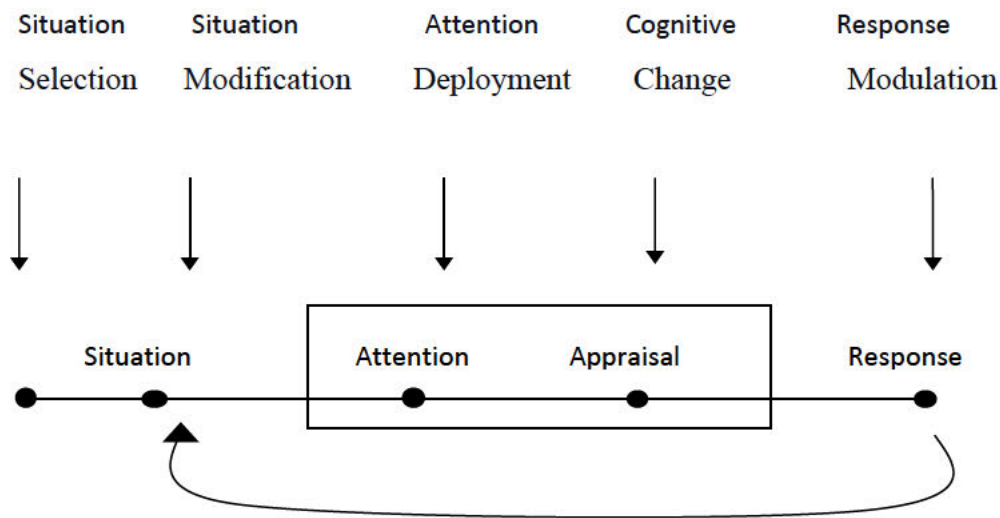 Situation Situation Attention Cognitive Response
Selection Modification Deployment Change Modulation
Situation Attention Appraisal Response